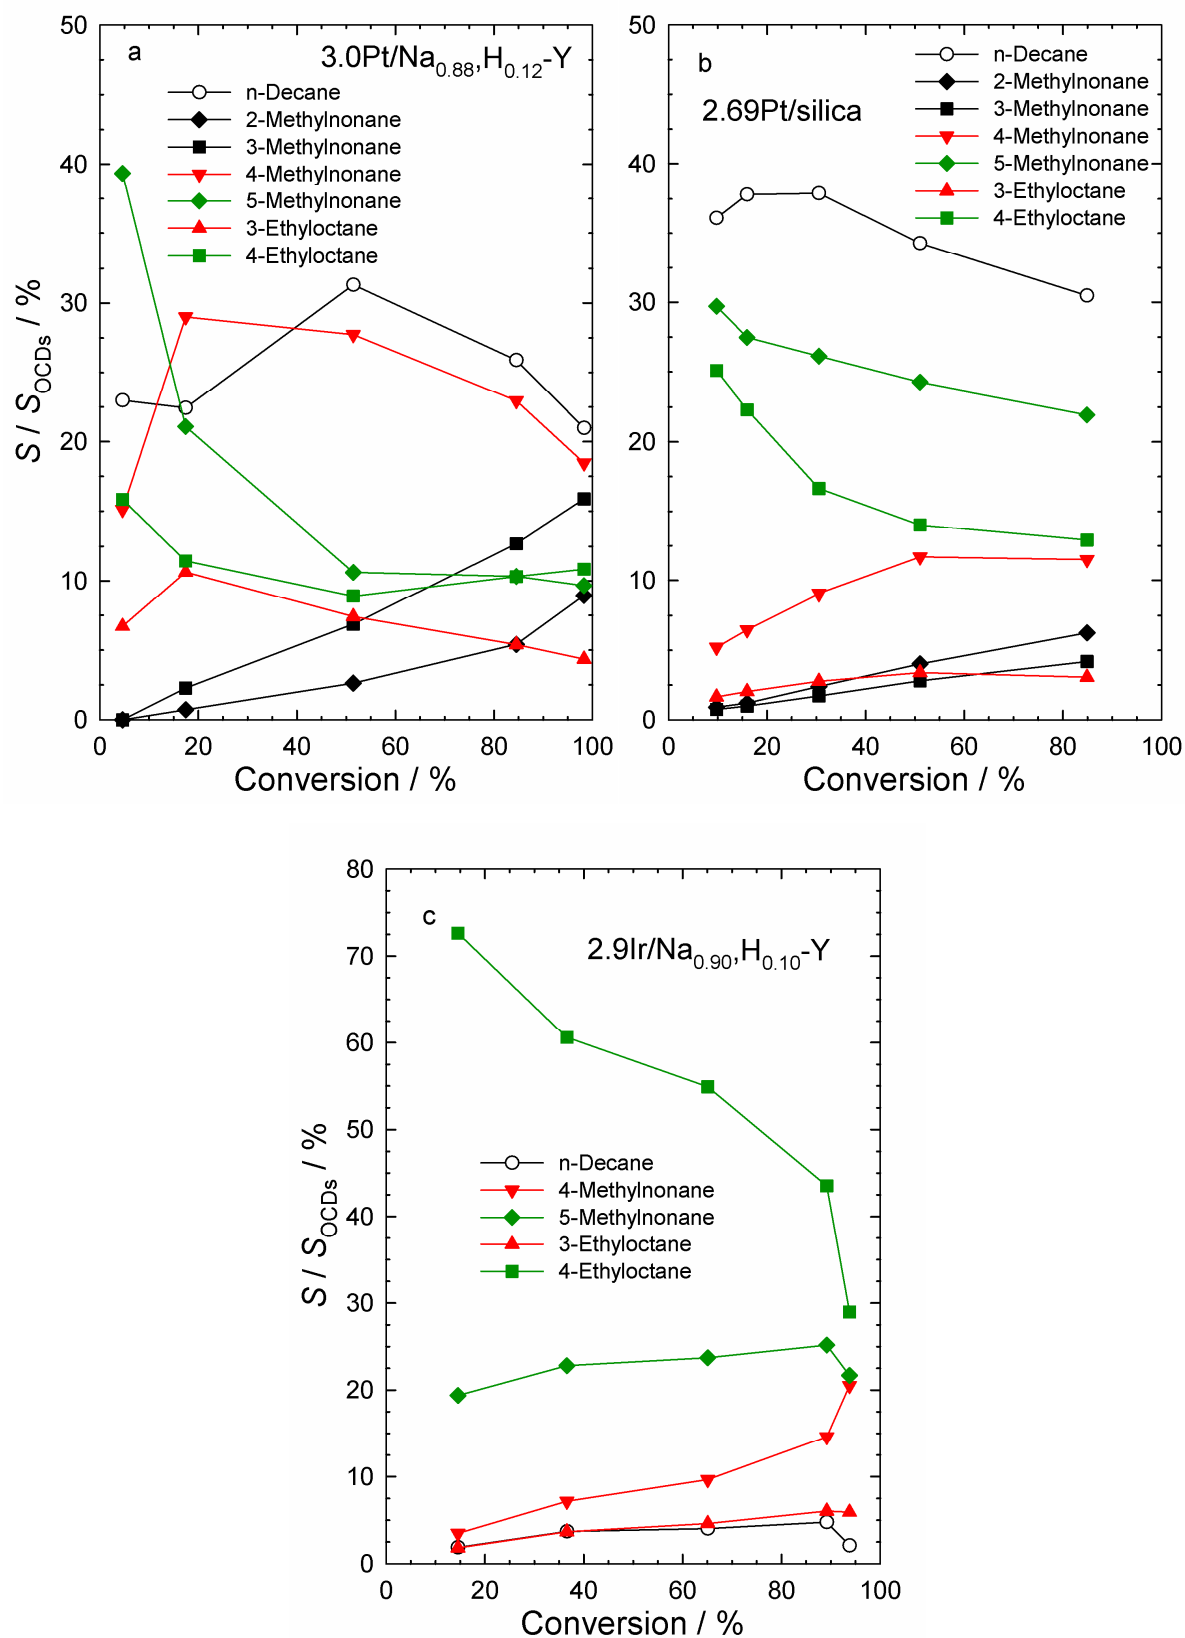 a
3.0Pt/Na0.88,H0.12-Y
n-Decane
2-Methylnonane
3-Methylnonane
4-Methylnonane
5-Methylnonane
3-Ethyloctane
4-Ethyloctane
50
40
30
20
10
0
S / SOCDs / %
0 20 40 60 80 100
Conversion / %
b
2.69Pt/silica
n-Decane
2-Methylnonane
3-Methylnonane
4-Methylnonane
5-Methylnonane
3-Ethyloctane
4-Ethyloctane
50
40
30
20
10
0
0 20 40 60 80 100
Conversion / %
c
2.9Ir/Na0.90,H0.10-Y
n-Decane
4-Methylnonane
5-Methylnonane
3-Ethyloctane
4-Ethyloctane
80
70
60
50
40
30
20
10
0
S / SOCDs / %
0 20 40 60 80 100
Conversion / %